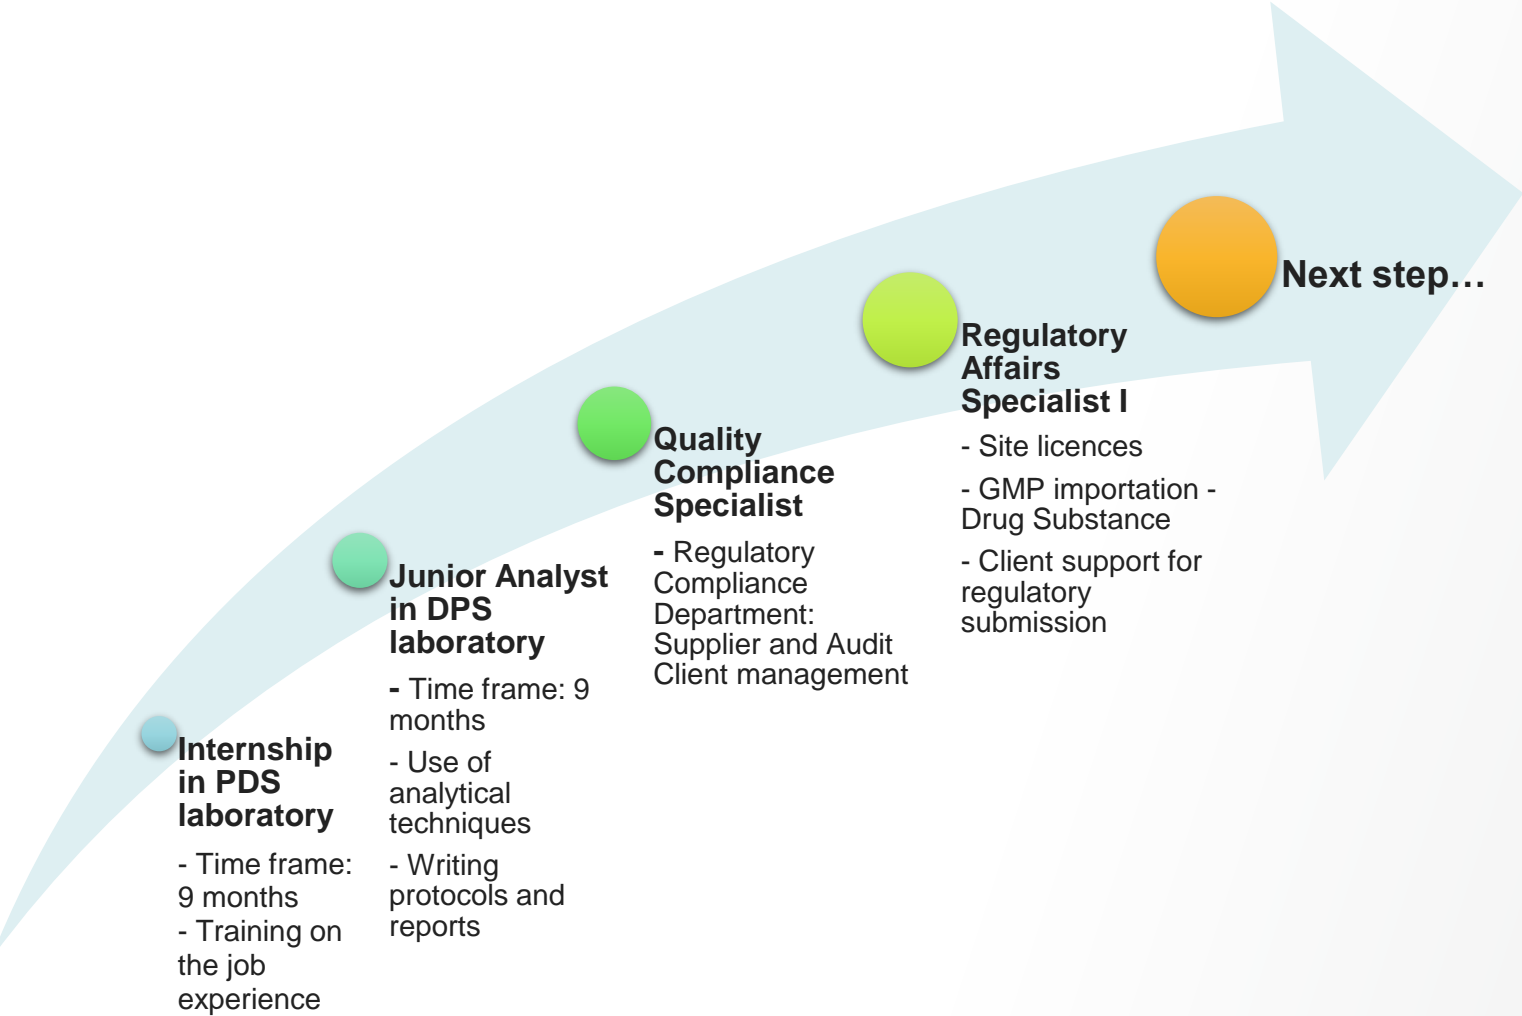 Internship
in PDS
laboratory
- Time frame:
9 months
- Training on
the job
experience
Junior Analyst
in DPS
laboratory
- Time frame: 9
months
- Use of
analytical
techniques
- Writing
protocols and
reports
Quality
Compliance
Specialist
- Regulatory
Compliance
Department:
Supplier and Audit
Client management
Regulatory
Affairs
Specialist I
- Site licences
- GMP importation -
Drug Substance
- Client support for
regulatory
submission
Next step…